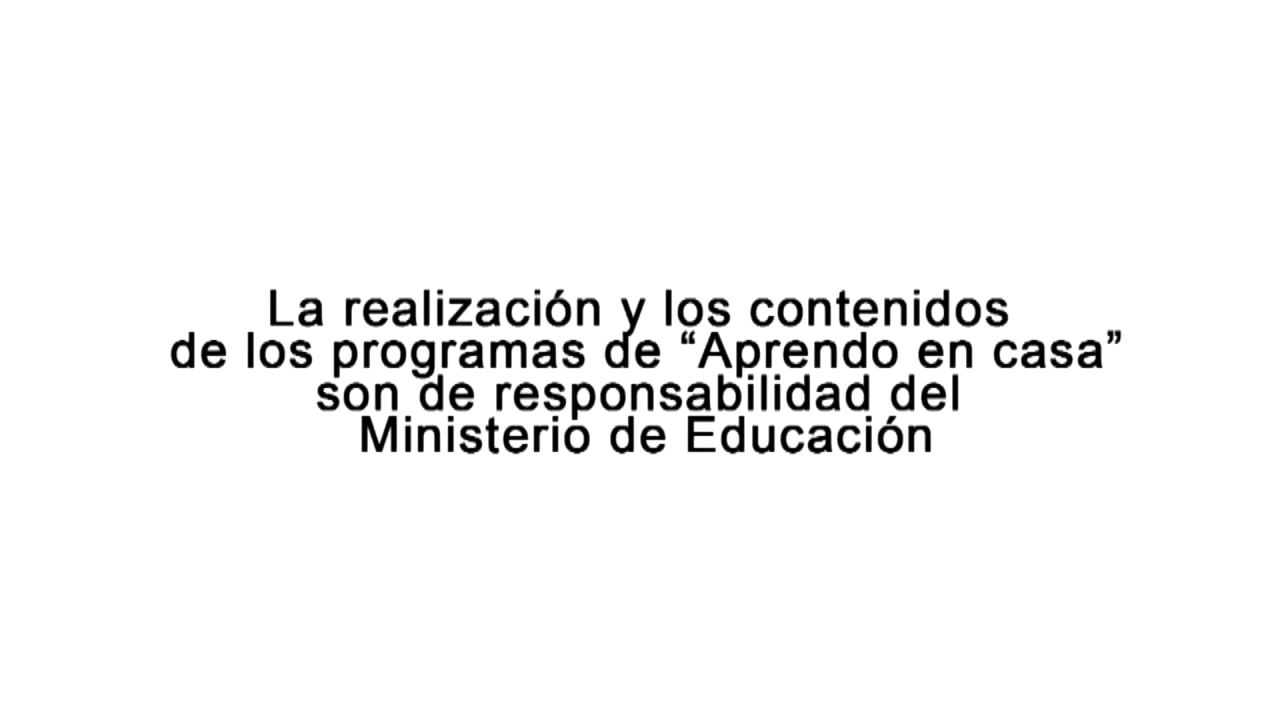 La realización y los contenidos
de los programas de “Aprendo en casa”
son de responsabilidad del
Ministerio de Educación